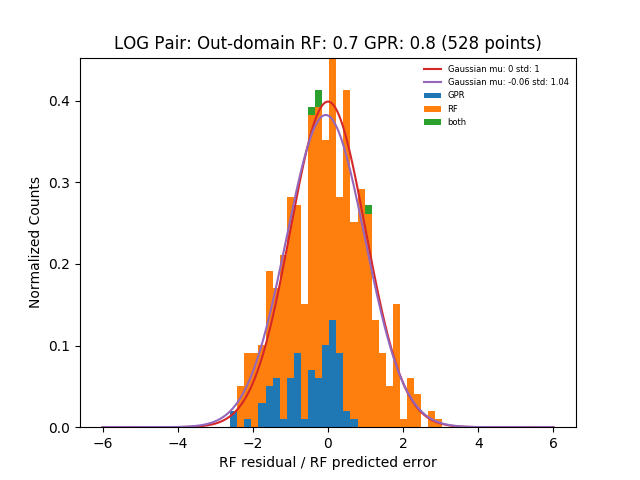 LOG Pair: Out-domain RF: 0.7 GPR: 0.8 (528 points)
Gaussian mu: 0 std: 1
Gaussian mu: -0.06 std: 1.04
GPR
RF
both
Normalized Counts
0.4
0.3
0.2
0.1
0.0
−6 −4 −2 0 2 4 6
RF residual / RF predicted error